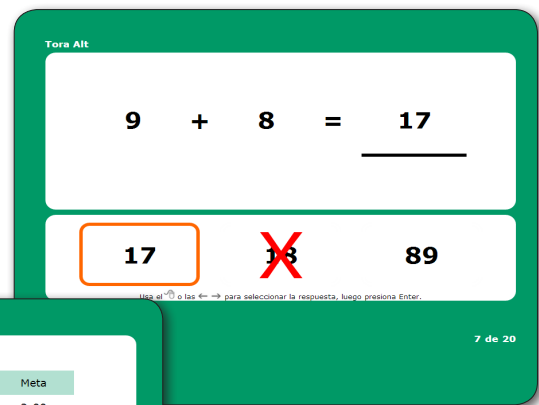 Tora Alt
9 + 8 = 17
17 18 89
Usa el o las ← → para seleccionar la respuesta, luego presiona Enter.
7 de 20
Meta